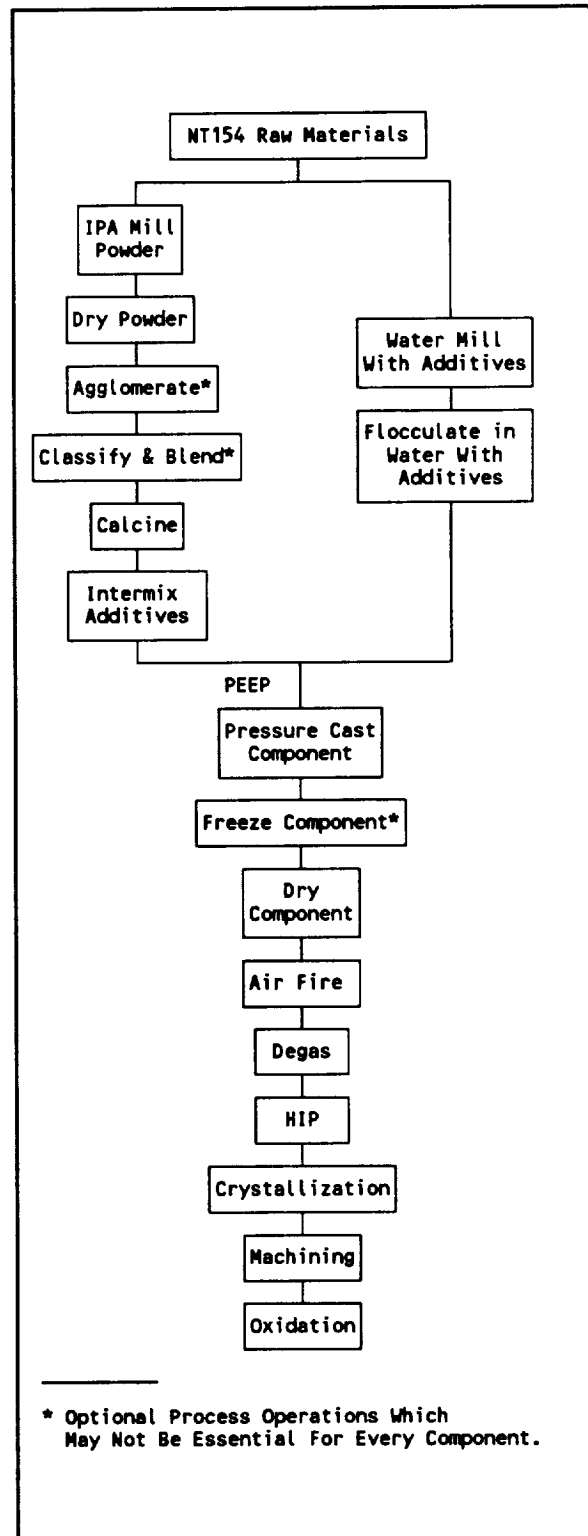 NT154 Raw Materials
IPA Mill
Powder
Dry Powder
Agglomerate*
Classify & Blend*
Calcine
Intermix
Additives
Water Mill
With Additives
Flocculate in
Water With
Additives
PEEP
Pressure Cast
Component
Freeze Component*
Dry
Component
Air Fire
Degas
HIP
Crystallization
Machining
Oxidation
* Optional Process Operations Which
May Not Be Essential For Every Component.